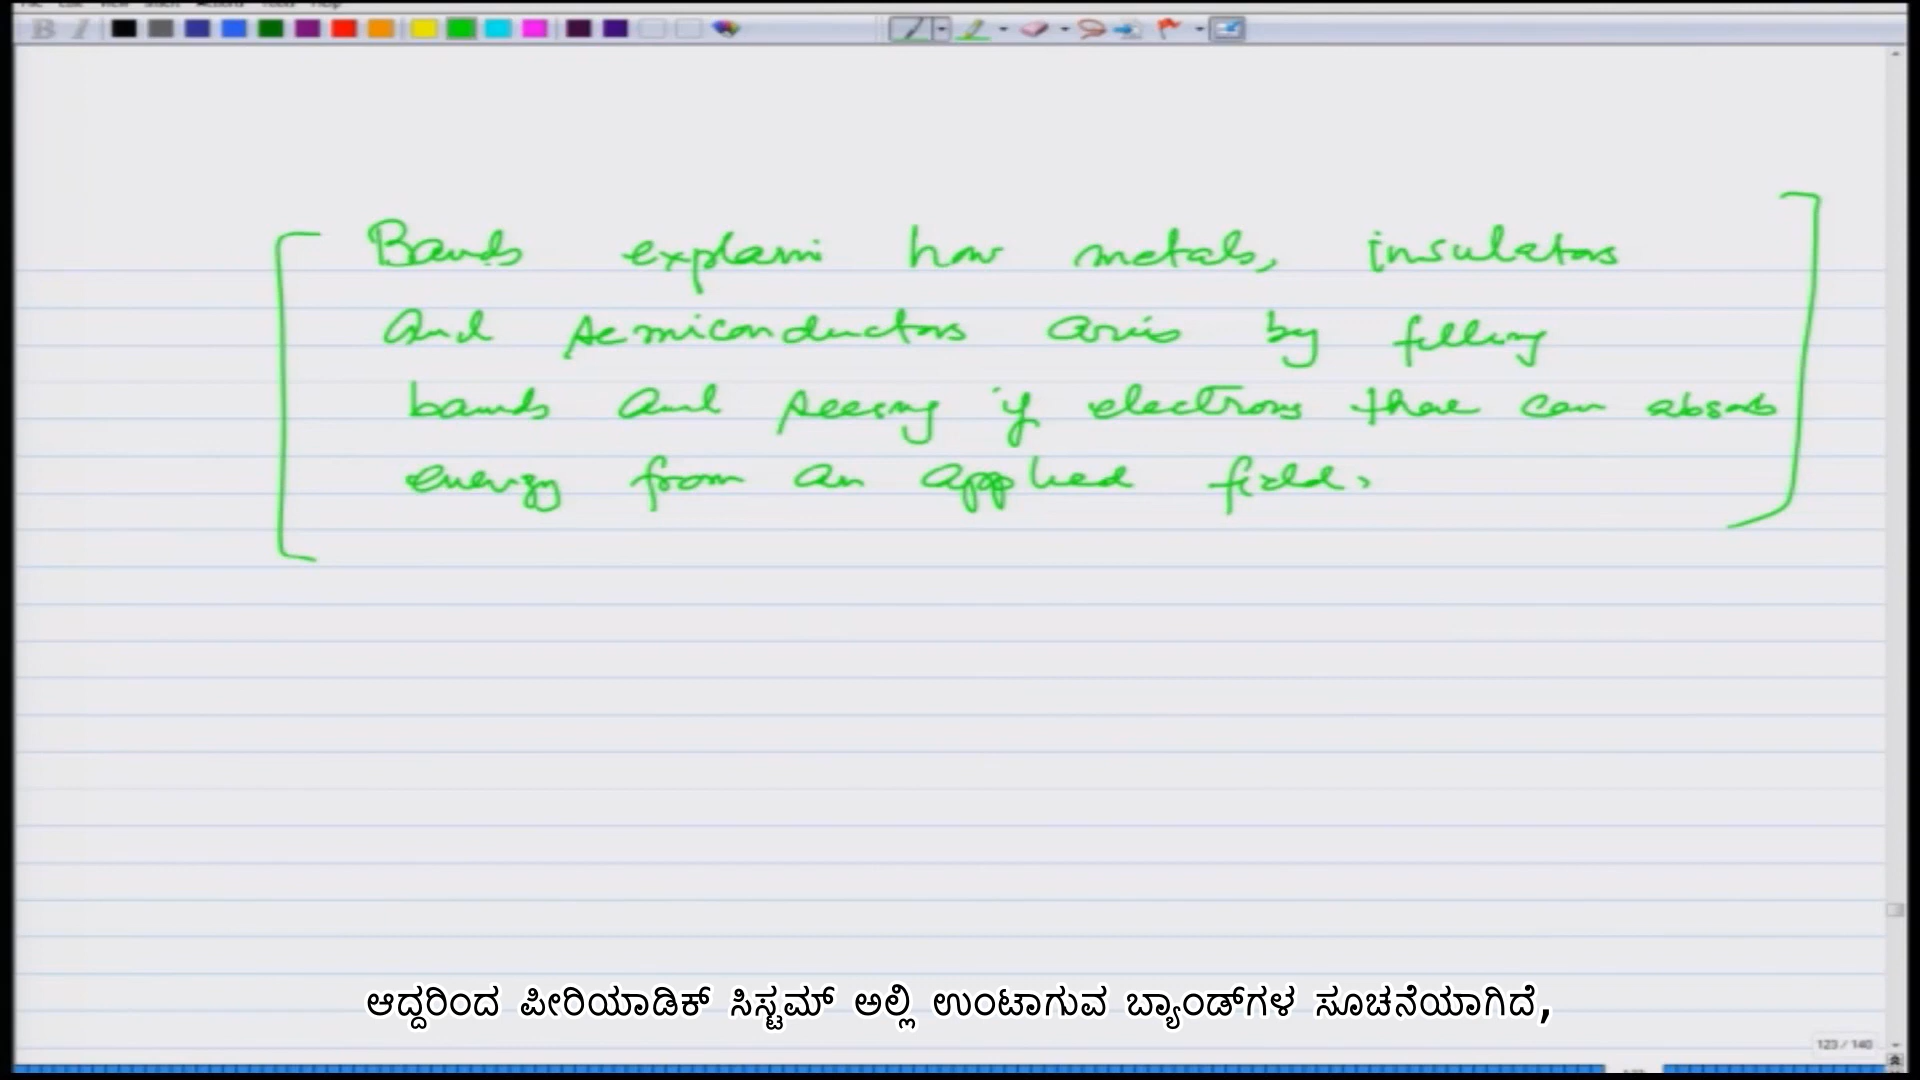 Bands explain how metals, insulators
and semiconductors arise by filling
bands and seeing if electrons there can absorb
energy from an applied field.
ಆದ್ದರಿಂದ ಪೀರಿಯಾಡಿಕ್ ಸಿಸ್ಟಮ್ ಅಲ್ಲಿ ಉಂಟಾಗುವ ಬ್ಯಾಂಡ್‌ಗಳ ಸೂಚನೆಯಾಗಿದೆ,
123 / 140